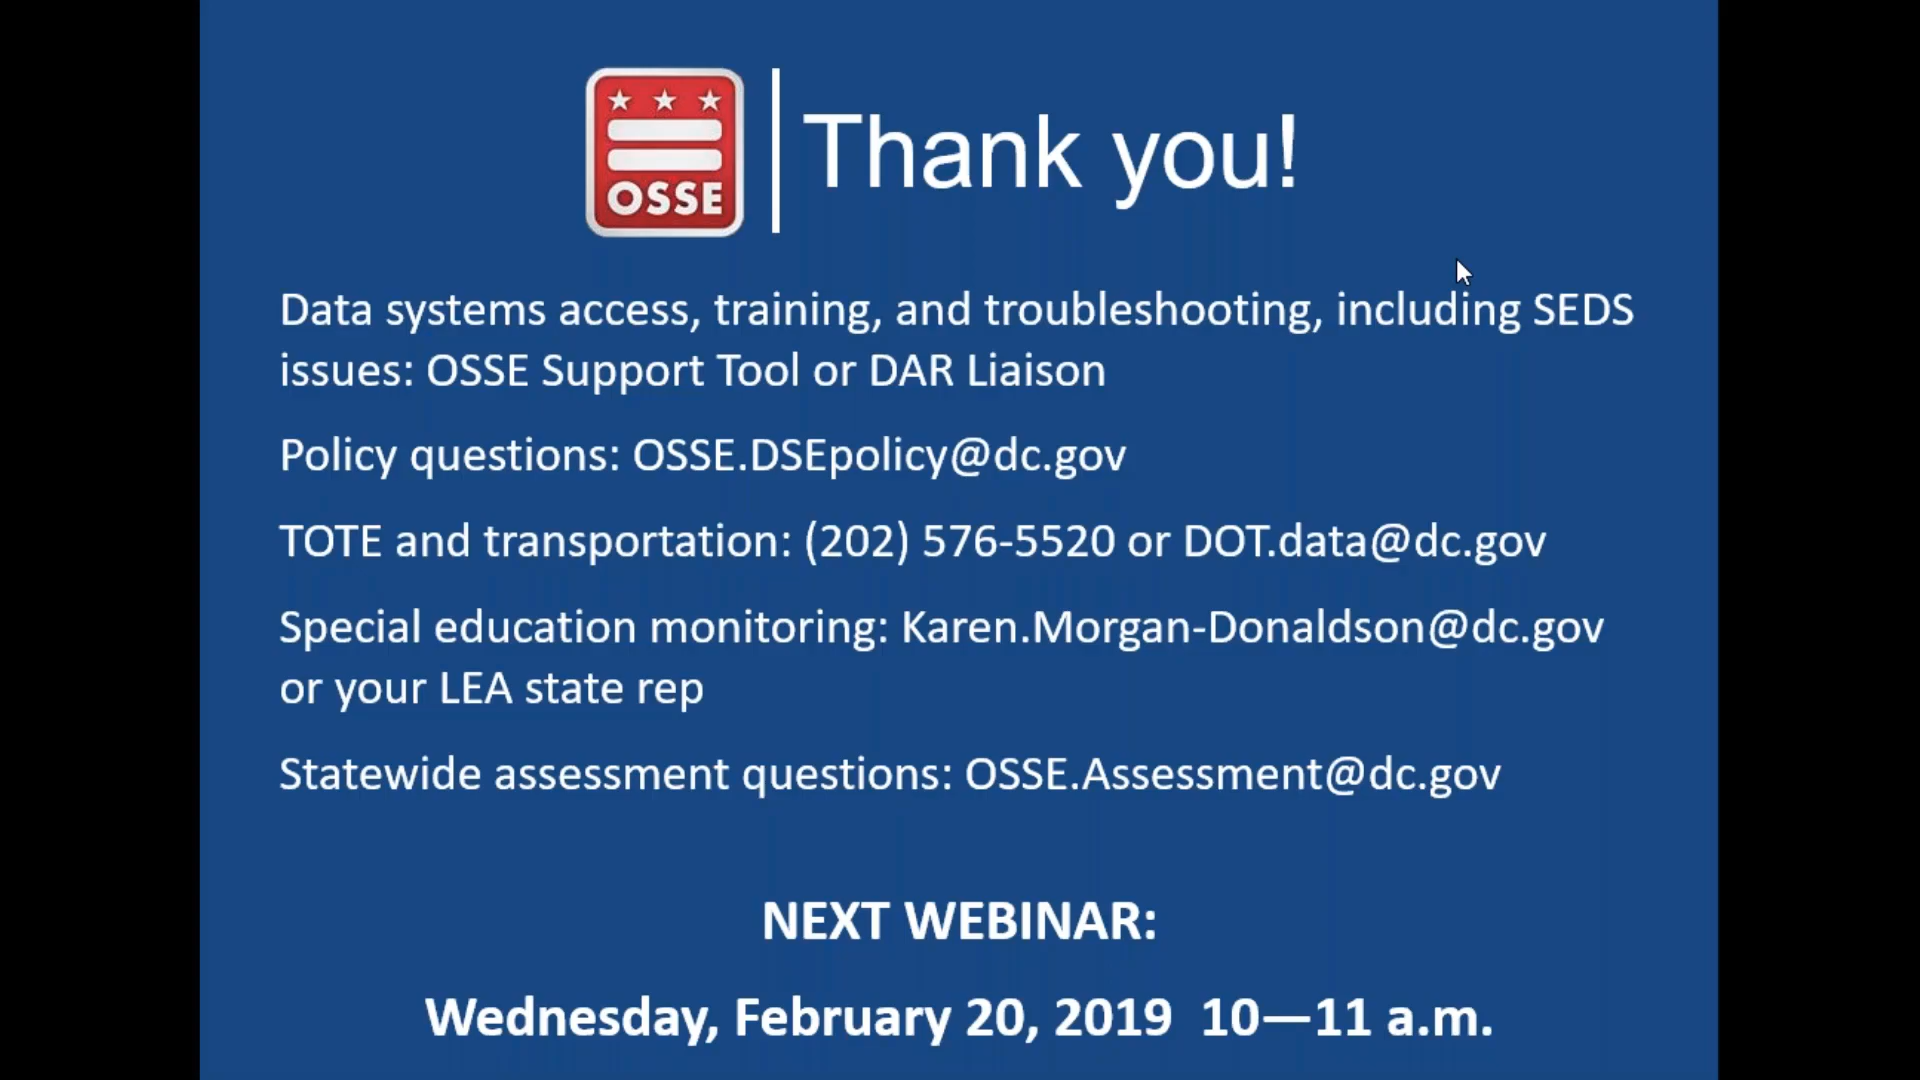 OSSE
Thank you!
Data systems access, training, and troubleshooting, including SEDS
issues: OSSE Support Tool or DAR Liaison
Policy questions: OSSE.DSEpolicy@dc.gov
TOTE and transportation: (202) 576-5520 or DOT.data@dc.gov
Special education monitoring: Karen.Morgan-Donaldson@dc.gov
or your LEA state rep
Statewide assessment questions: OSSE.Assessment@dc.gov
NEXT WEBINAR:
Wednesday, February 20, 2019  10—11 a.m.